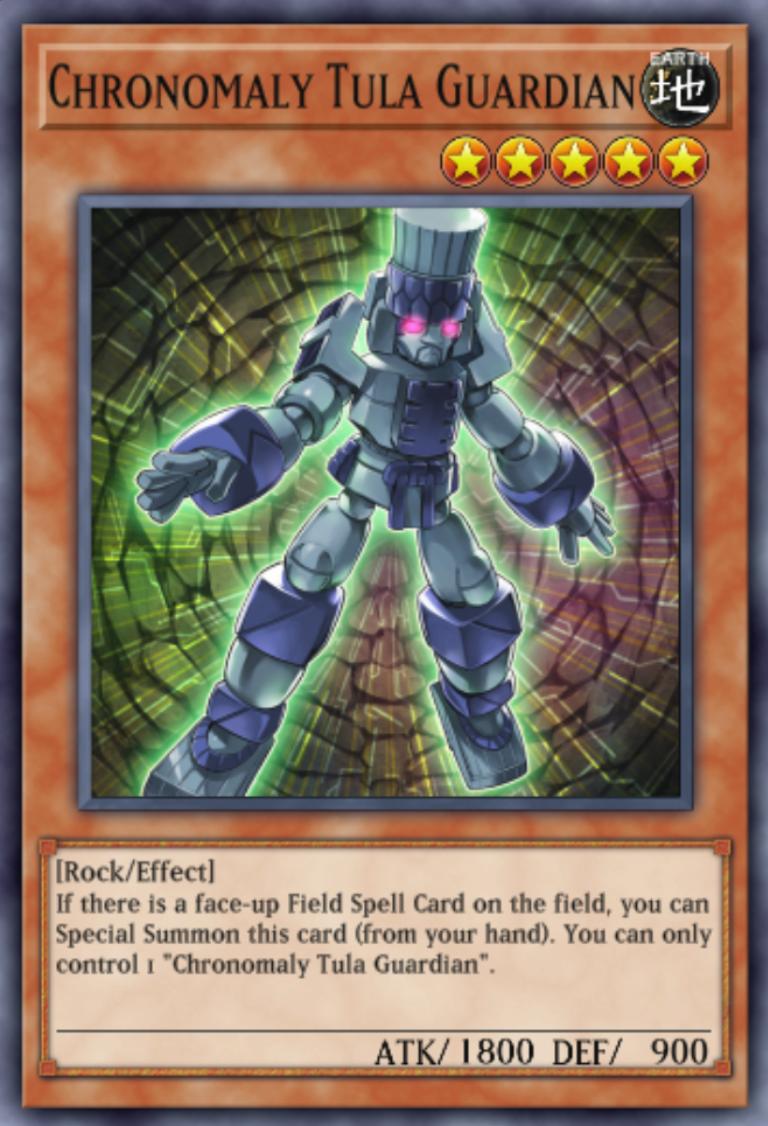 CHRONOMALY TULA GUARDIAN
EARTH
地
[Rock/Effect]
If there is a face-up Field Spell Card on the field, you can
Special Summon this card (from your hand). You can only
control 1 "Chronomaly Tula Guardian".
ATK/ 1800 DEF/ 900